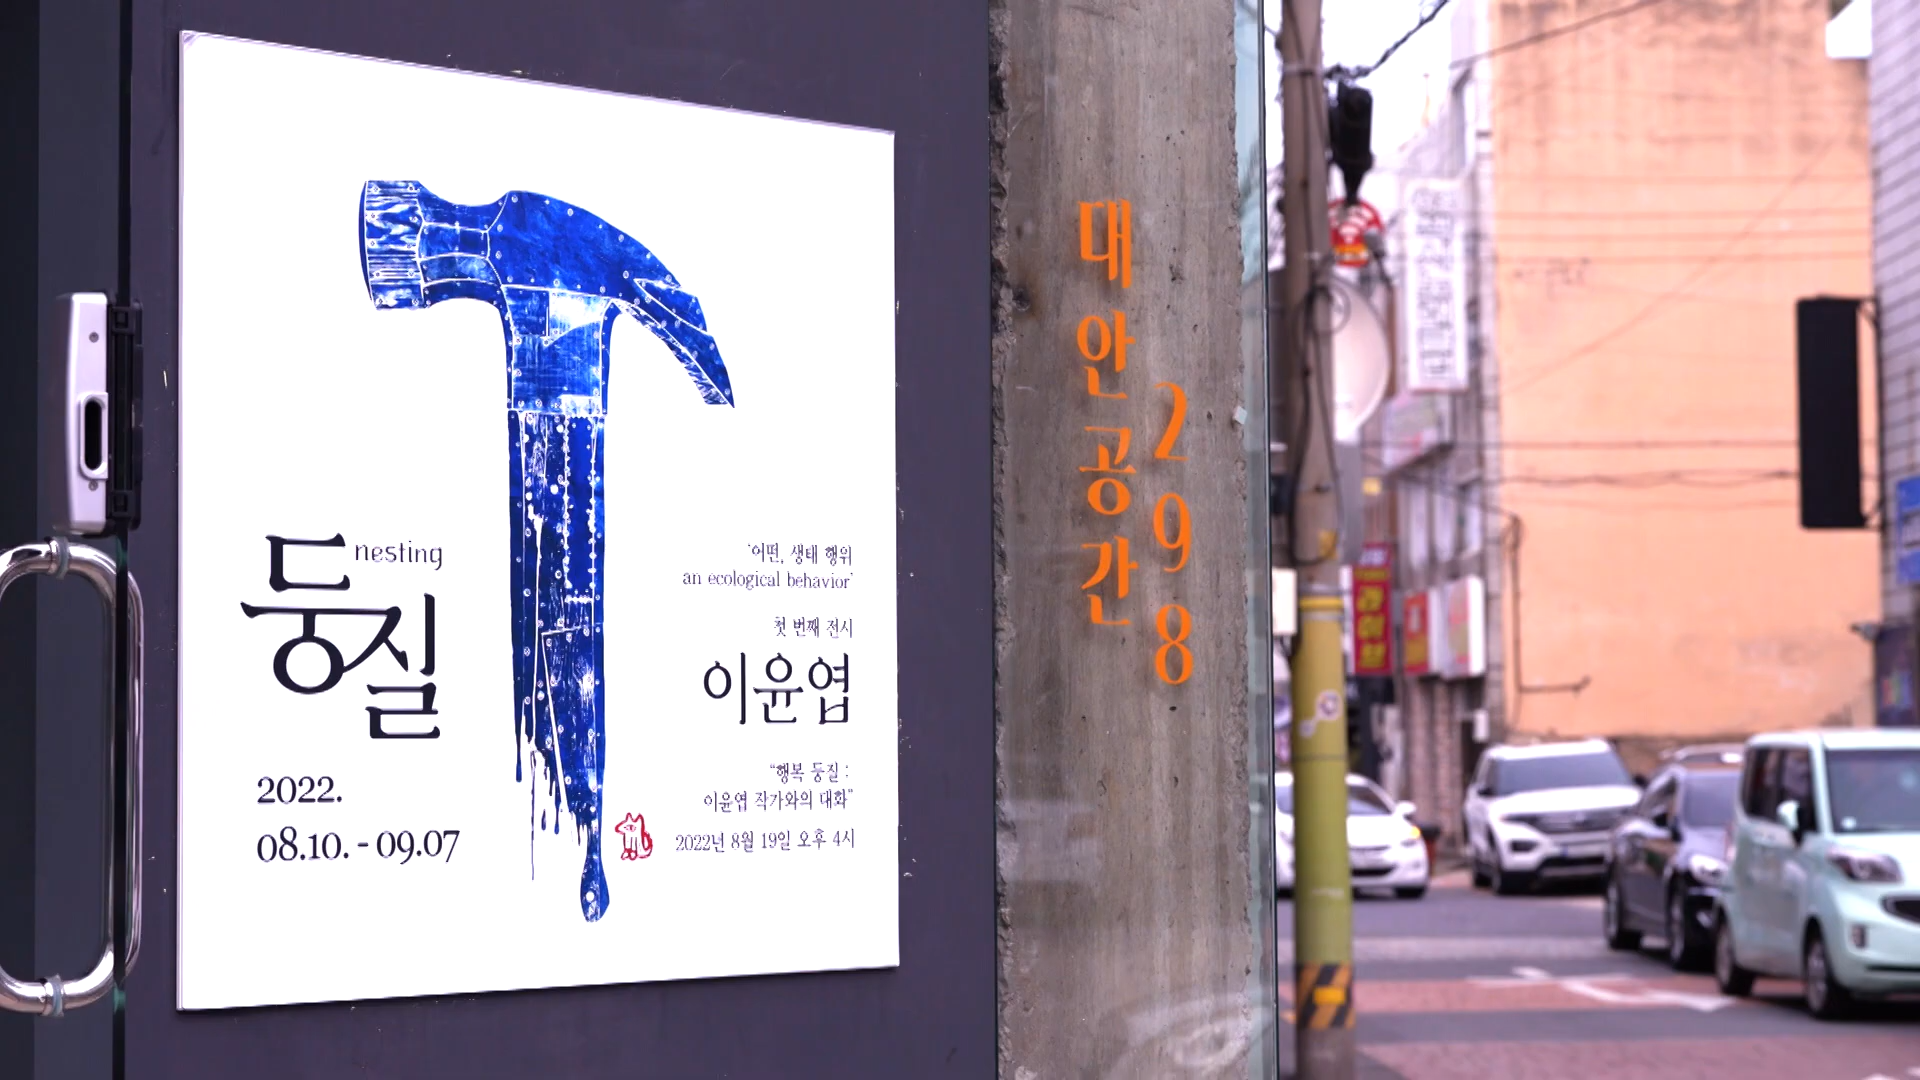 둥질
nesting
2022.
08.10. - 09.07
'어떤, 생태 행위
an ecological behavior'
첫 번째 전시
이윤엽
“행복 둥질 :
이윤엽 작가와의 대화”
2022년 8월 19일 오후 4시
대안공간
298